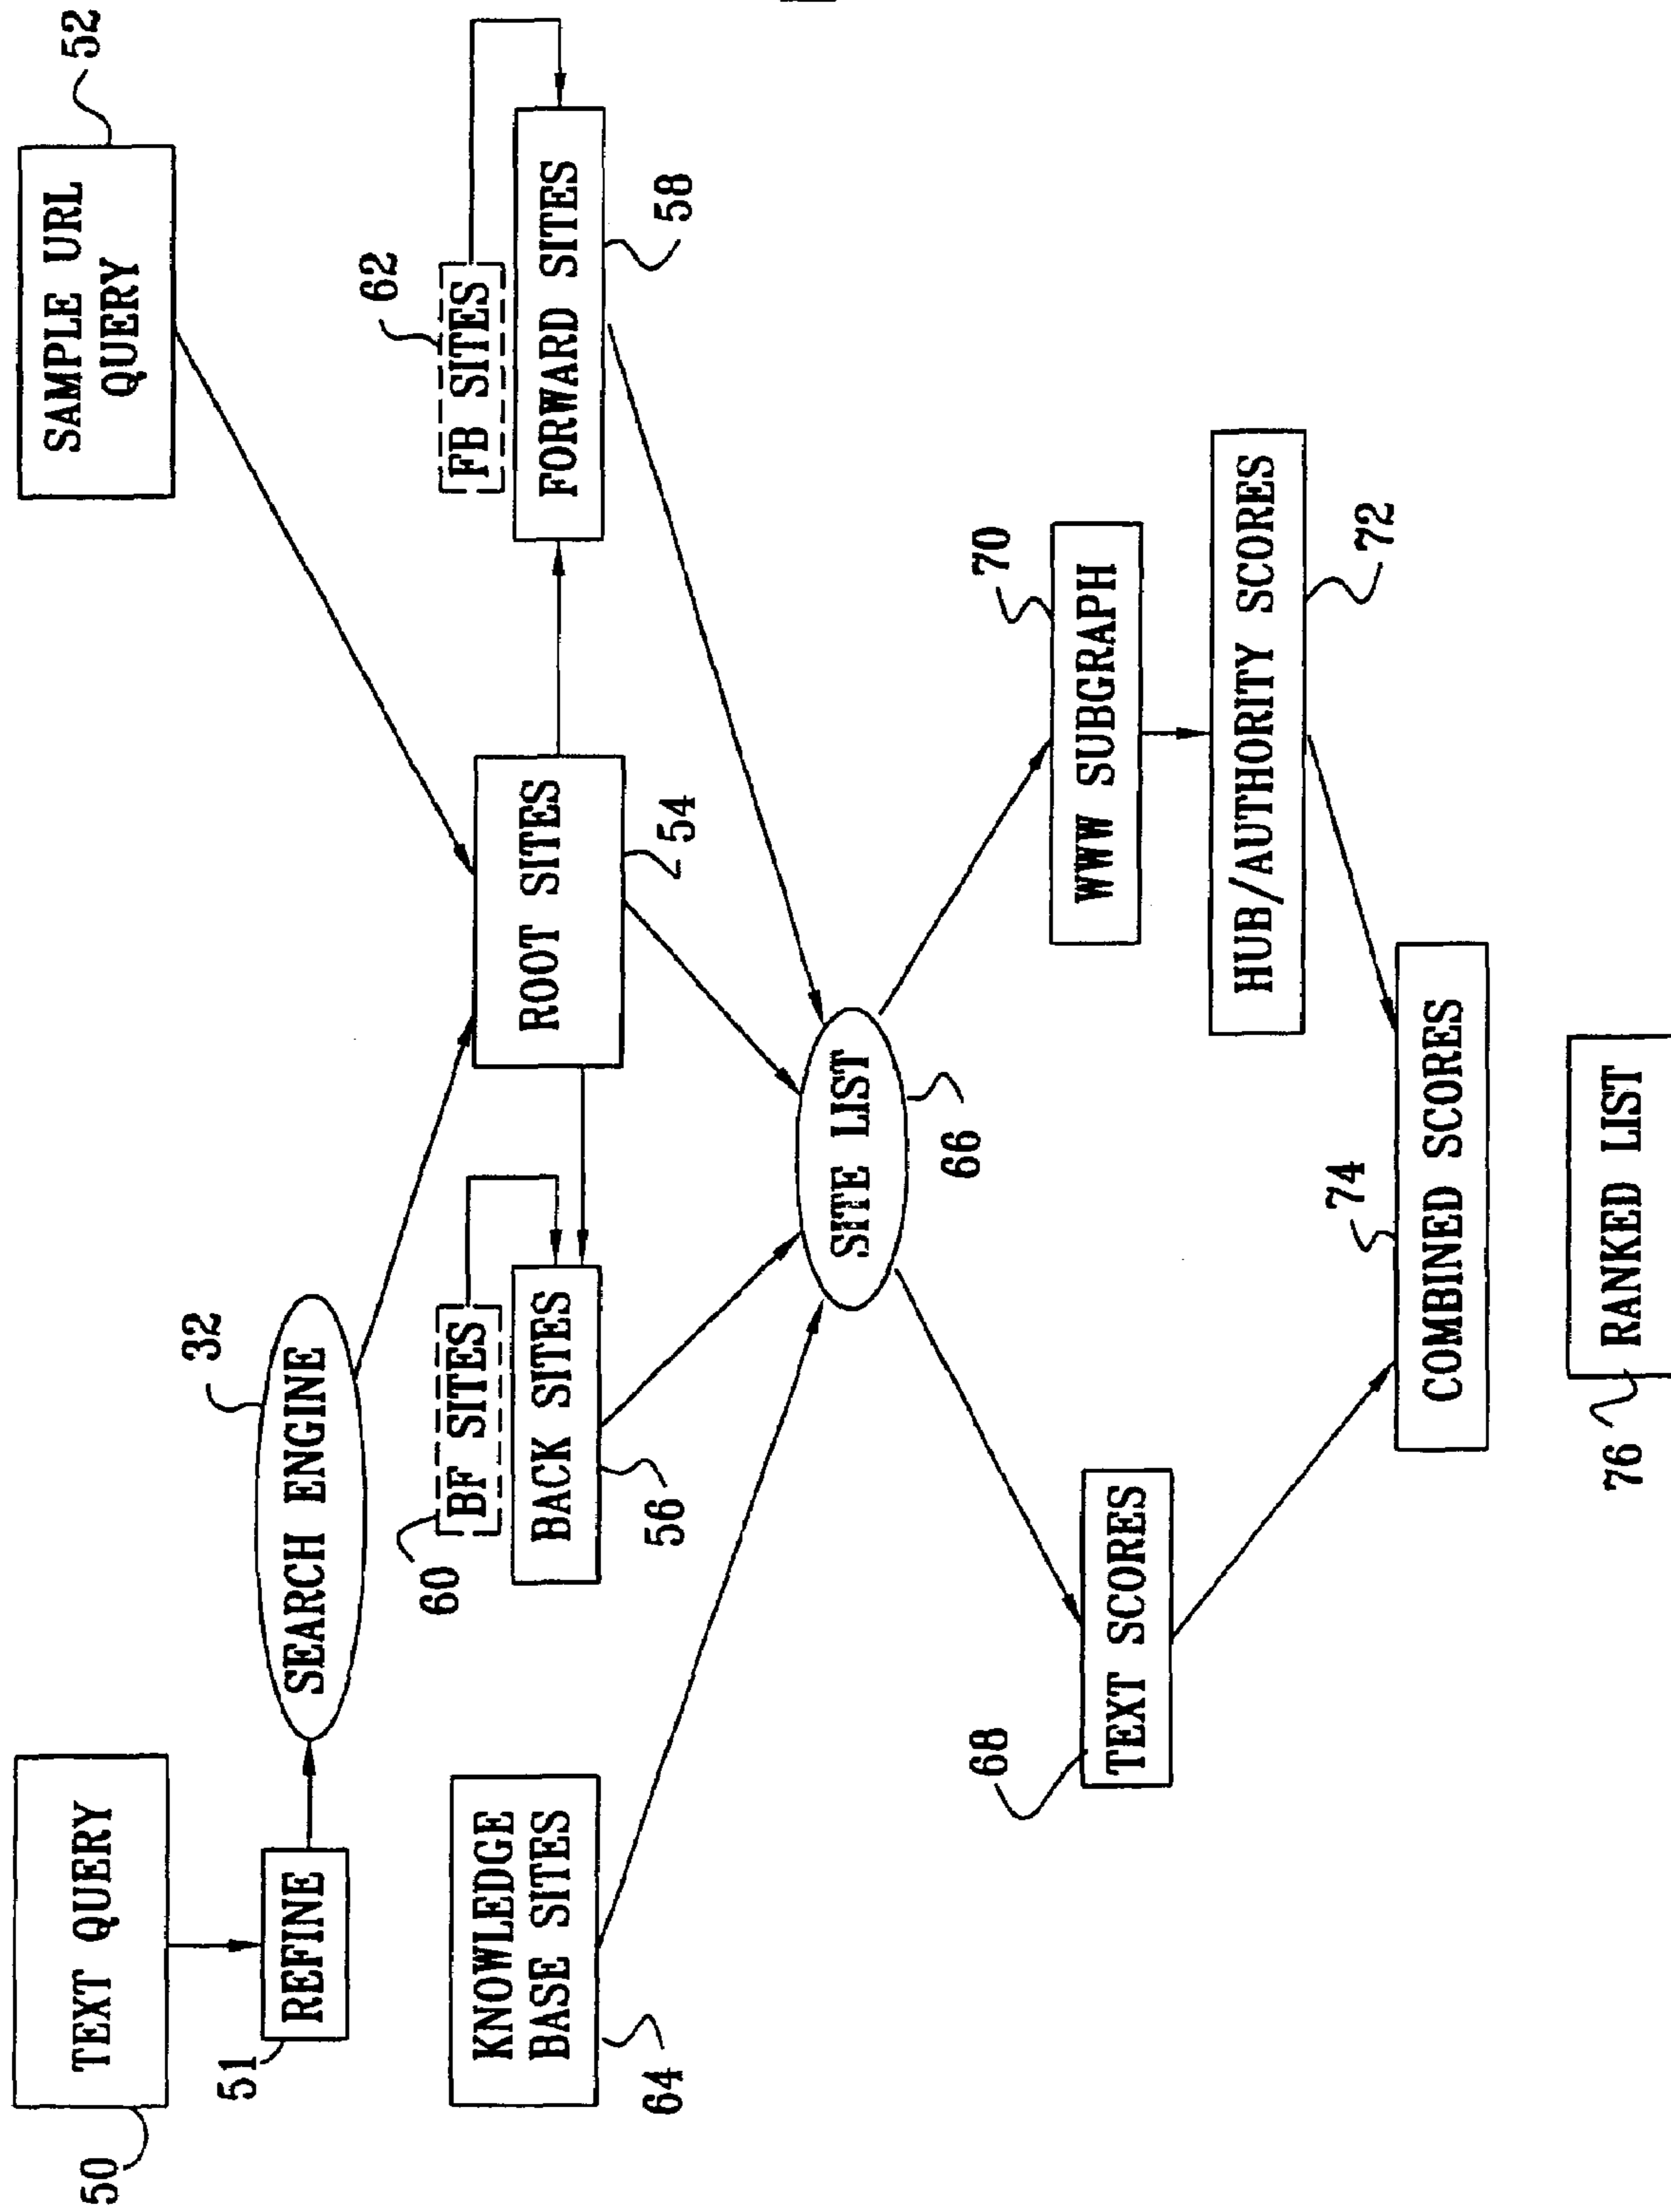 50
TEXT QUERY
SAMPLE URL
QUERY
52
51
REFINE
SEARCH ENGINE
32
KNOWLEDGE
BASE SITES
64
60
BF SITES
BACK SITES
56
ROOT SITES
54
62
FB SITES
FORWARD SITES
58
SITE LIST
66
68
TEXT SCORES
70
WWW SUBGRAPH
HUB/AUTHORITY SCORES
72
74
COMBINED SCORES
76
RANKED LIST